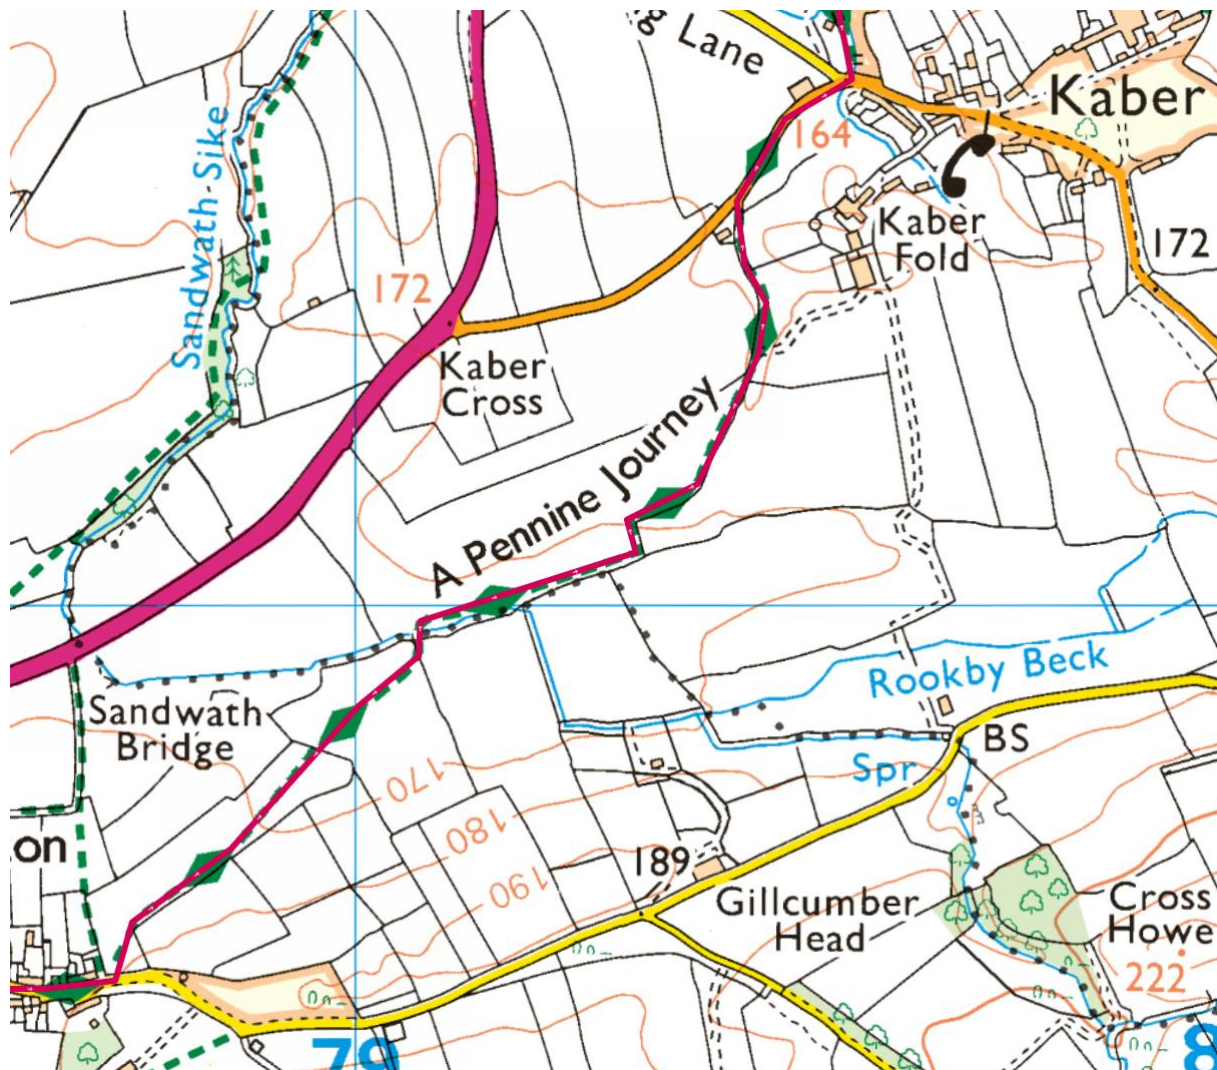 g Lane
Kaber
164
Sandwath Sike
Kaber
Fold
172
172
Kaber
Cross
A Pennine Journey
Rookby Beck
Sandwath
Bridge
BS
Spr
170
180
190
on
189
Gillcumber
Head
Cross
Howe
222
79
8